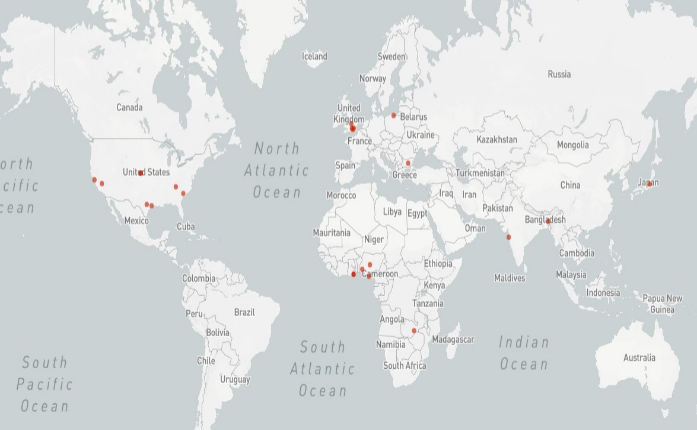 Iceland
Sweden
Norway
Russia
Canada
United
Kingdom
Belarus
Ukraine
France
Kazakhstan
Mongolia
North
Atlantic
Ocean
orth
cific
cean
United States
Spain
Greece
Turkmenistan
China
Japan
Morocco
Iraq
Iran
Pakistan
Libya
Egypt
Mexico
Cuba
Bangladesh
Mauritania
Niger
Oman
Cambodia
Ethiopia
Cameroon
Colombia
Maldives
Malaysia
Kenya
Indonesia
Papua New
Guinea
Tanzania
Peru
Brazil
Angola
Bolivia
Namibia
Madagascar
South
Atlantic
Ocean
Indian
Ocean
Chile
South Africa
Australia
South
Pacific
Ocean
Uruguay